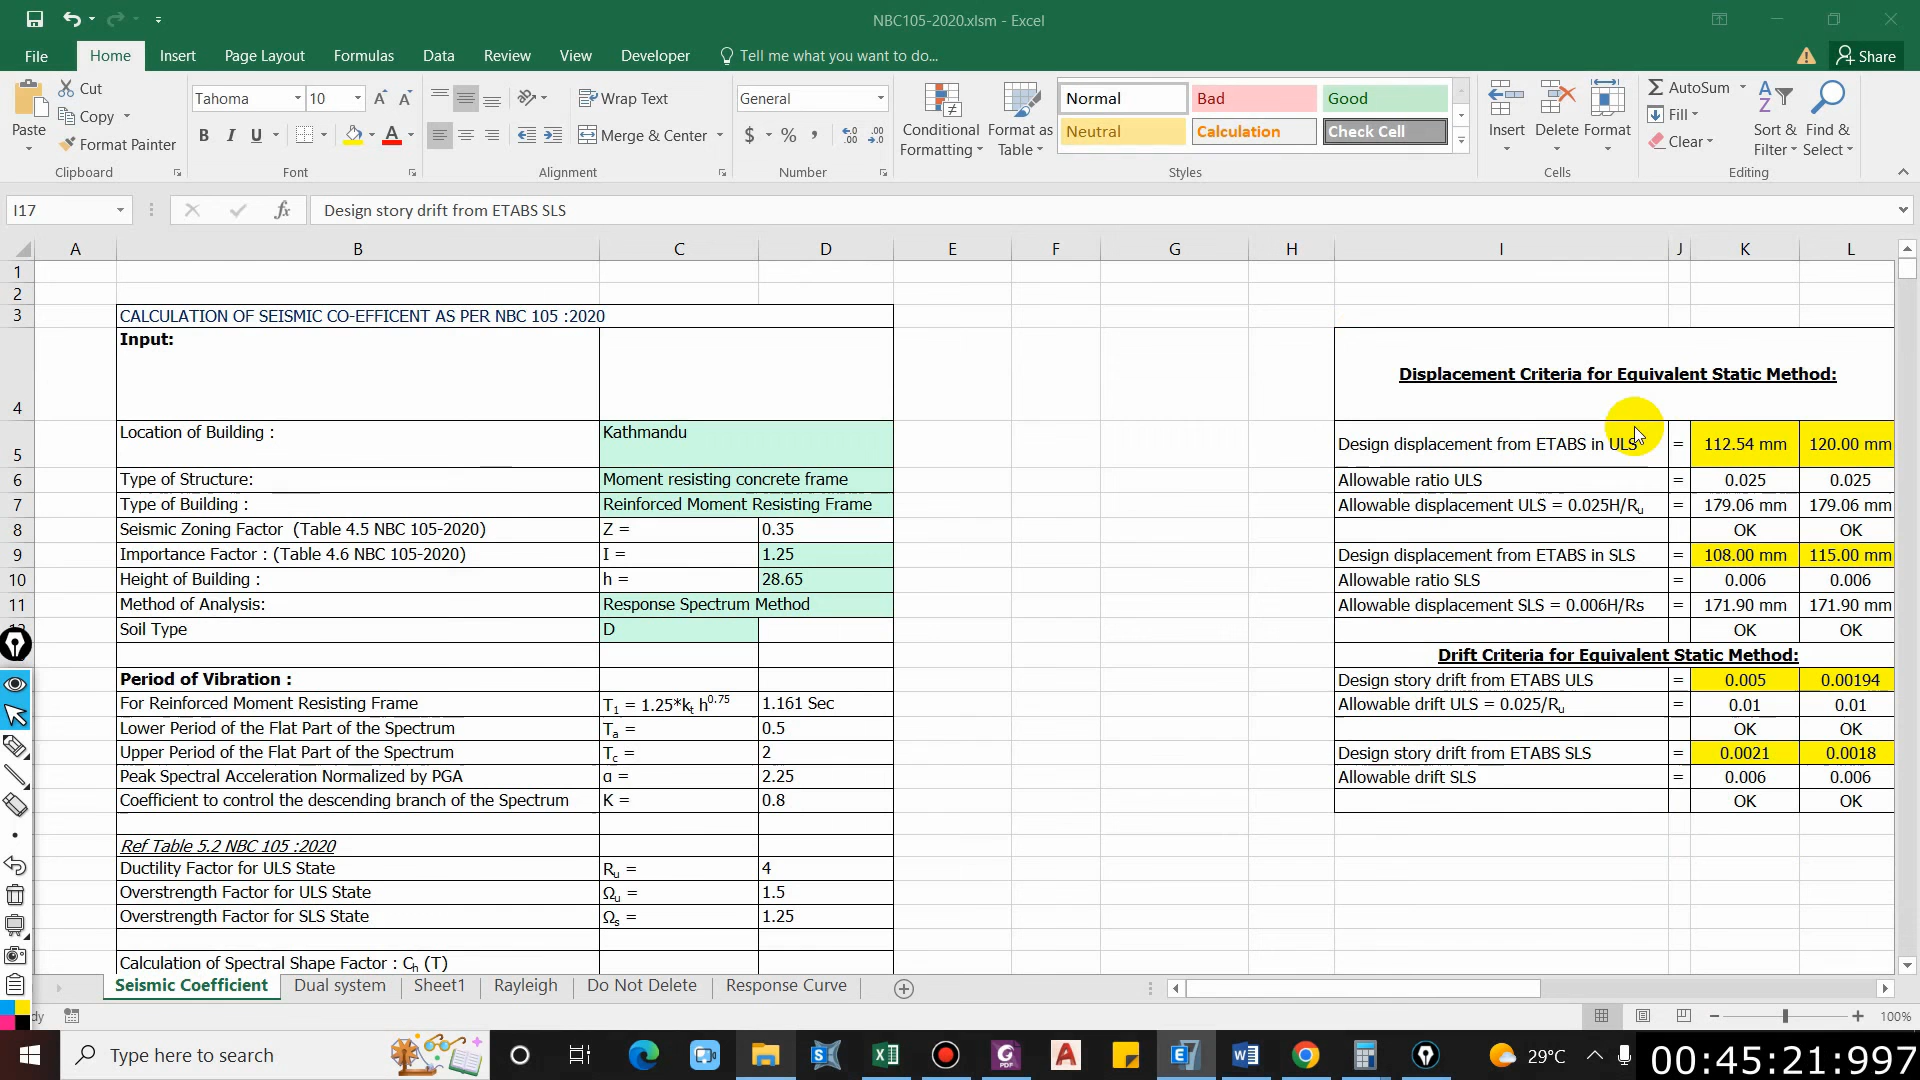 NBC105-2020.xlsm - Excel
File Home Insert Page Layout Formulas Data Review View Developer Tell me what you want to do... Share
Paste
Cut
Copy
Format Painter
Clipboard
Tahoma 10
B I U
Font
Wrap Text
Merge & Center
Alignment
General
$ % ,
Number
Conditional Formatting
Format as Table
Normal Bad Good
Neutral Calculation Check Cell
Styles
Insert Delete Format
Cells
AutoSum
Fill
Clear
Sort & Filter
Find & Select
Editing
I17 fx Design story drift from ETABS SLS
A B C D E F G H I J K L
1
2
3 CALCULATION OF SEISMIC CO-EFFICENT AS PER NBC 105 :2020
4 Input: Displacement Criteria for Equivalent Static Method:
5 Location of Building : Kathmandu Design displacement from ETABS in ULS = 112.54 mm 120.00 mm
6 Type of Structure: Moment resisting concrete frame Allowable ratio ULS = 0.025 0.025
7 Type of Building : Reinforced Moment Resisting Frame Allowable displacement ULS = 0.025H/Ru = 179.06 mm 179.06 mm
8 Seismic Zoning Factor (Table 4.5 NBC 105-2020) Z = 0.35 OK OK
9 Importance Factor : (Table 4.6 NBC 105-2020) I = 1.25 Design displacement from ETABS in SLS = 108.00 mm 115.00 mm
10 Height of Building : h = 28.65 Allowable ratio SLS = 0.006 0.006
11 Method of Analysis: Response Spectrum Method Allowable displacement SLS = 0.006H/Rs = 171.90 mm 171.90 mm
Soil Type D OK OK
Drift Criteria for Equivalent Static Method:
Period of Vibration : Design story drift from ETABS ULS = 0.005 0.00194
For Reinforced Moment Resisting Frame T1 = 1.25*kt h0.75 1.161 Sec Allowable drift ULS = 0.025/Ru = 0.01 0.01
Lower Period of the Flat Part of the Spectrum Ta = 0.5 OK OK
Upper Period of the Flat Part of the Spectrum Tc = 2 Design story drift from ETABS SLS = 0.0021 0.0018
Peak Spectral Acceleration Normalized by PGA α = 2.25 Allowable drift SLS = 0.006 0.006
Coefficient to control the descending branch of the Spectrum K = 0.8 OK OK
Ref Table 5.2 NBC 105 :2020
Ductility Factor for ULS State Ru = 4
Overstrength Factor for ULS State Ωu = 1.5
Overstrength Factor for SLS State Ωs = 1.25
Calculation of Spectral Shape Factor : Ch (T)
Seismic Coefficient Dual system Sheet1 Rayleigh Do Not Delete Response Curve
100%
Type here to search 29°C 00:45:21:997